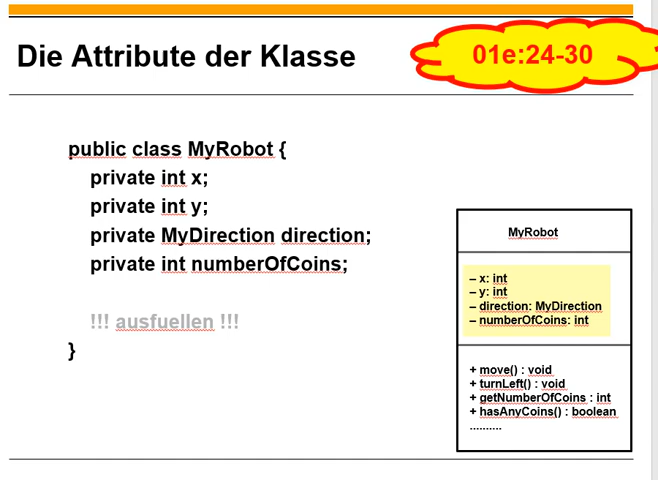 Die Attribute der Klasse
01e:24-30
public class MyRobot {
private int x;
private int y;
private MyDirection direction;
private int numberOfCoins;
!!! ausfuellen !!!
}
MyRobot
– x: int
– y: int
– direction: MyDirection
– numberOfCoins: int
+ move() : void
+ turnLeft() : void
+ getNumberOfCoins : int
+ hasAnyCoins() : boolean
..........